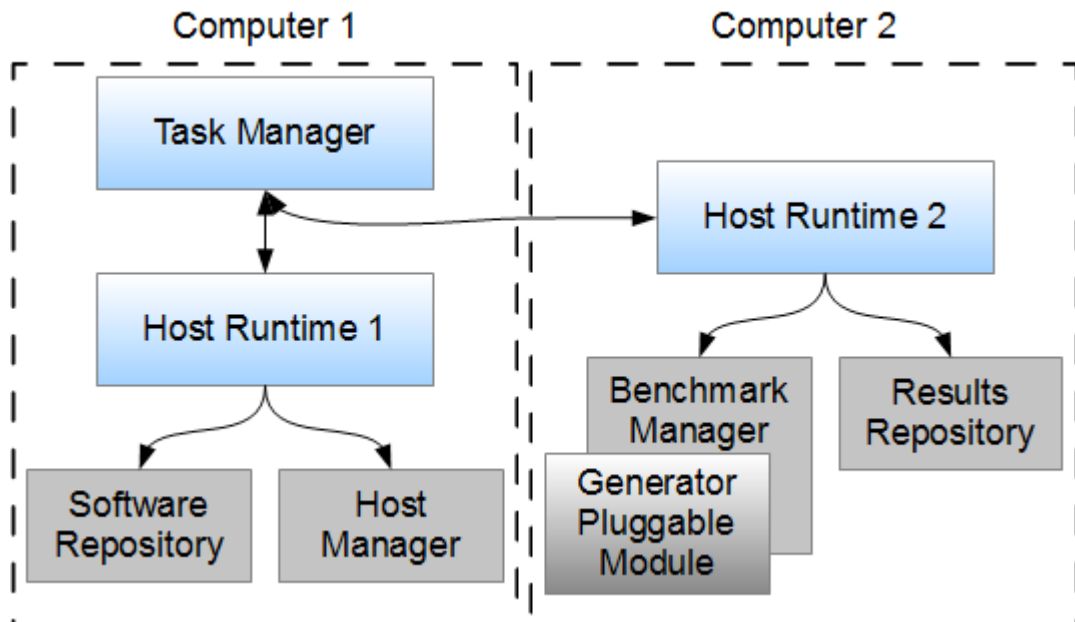 Computer 1
Computer 2
Task Manager
Host Runtime 2
Host Runtime 1
Benchmark
Manager
Results
Repository
Generator
Pluggable
Module
Software
Repository
Host
Manager